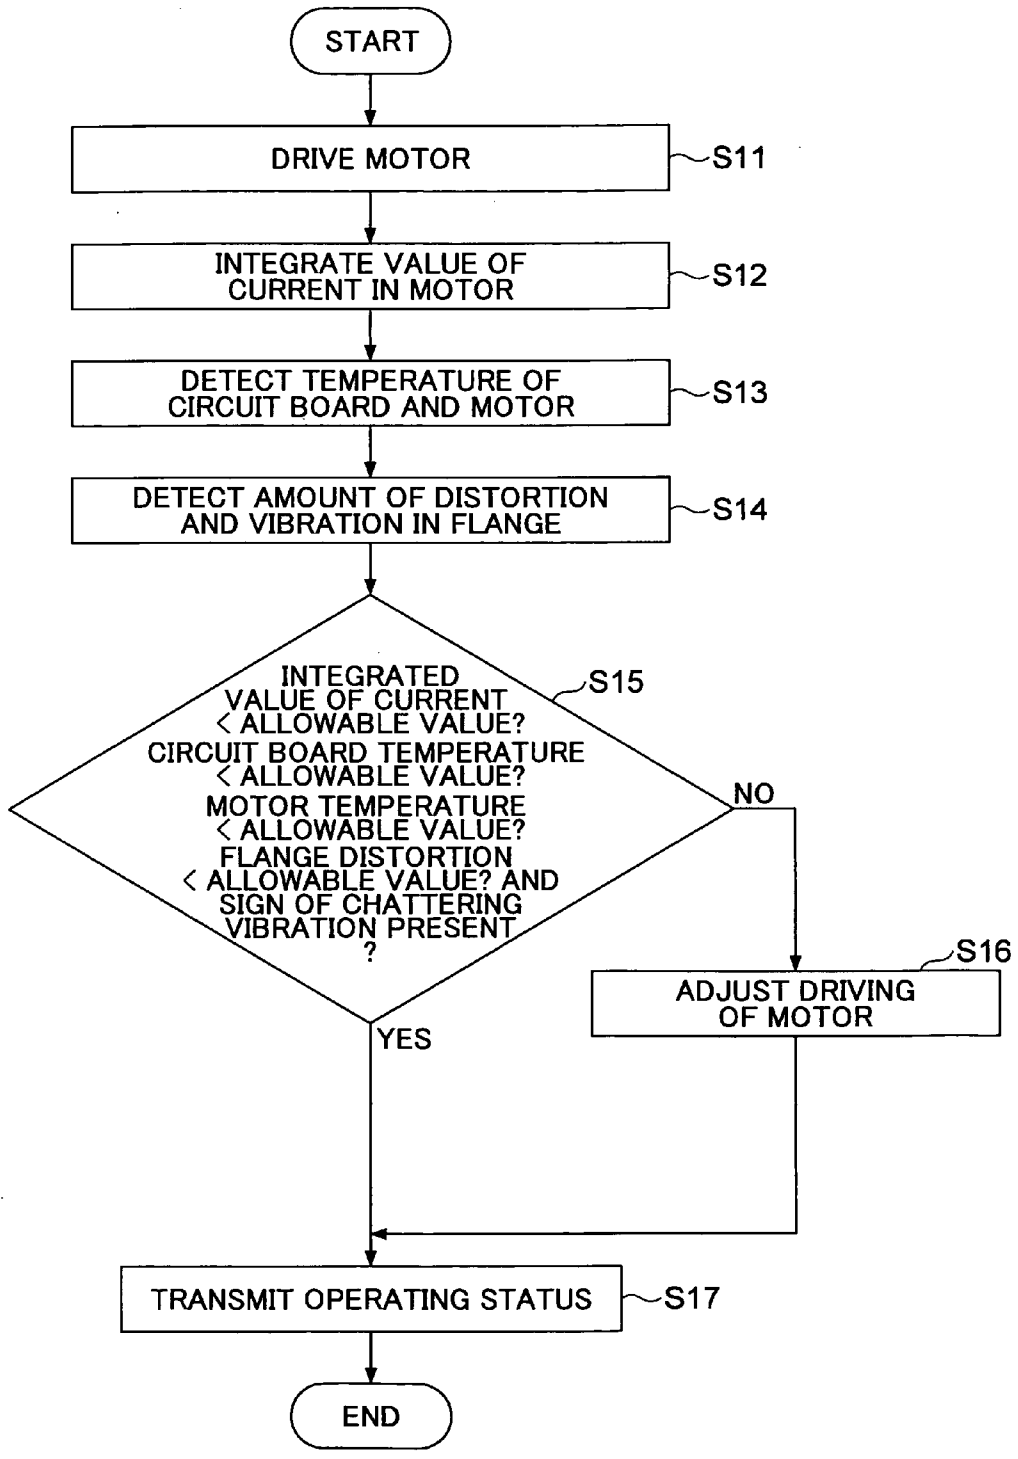 START
DRIVE MOTOR
S11
INTEGRATE VALUE OF
CURRENT IN MOTOR
S12
DETECT TEMPERATURE OF
CIRCUIT BOARD AND MOTOR
S13
DETECT AMOUNT OF DISTORTION
AND VIBRATION IN FLANGE
S14
INTEGRATED
VALUE OF CURRENT
< ALLOWABLE VALUE?
CIRCUIT BOARD TEMPERATURE
< ALLOWABLE VALUE?
MOTOR TEMPERATURE
< ALLOWABLE VALUE?
FLANGE DISTORTION
< ALLOWABLE VALUE? AND
SIGN OF CHATTERING
VIBRATION PRESENT
?
S15
NO
YES
S16
ADJUST DRIVING
OF MOTOR
TRANSMIT OPERATING STATUS
S17
END